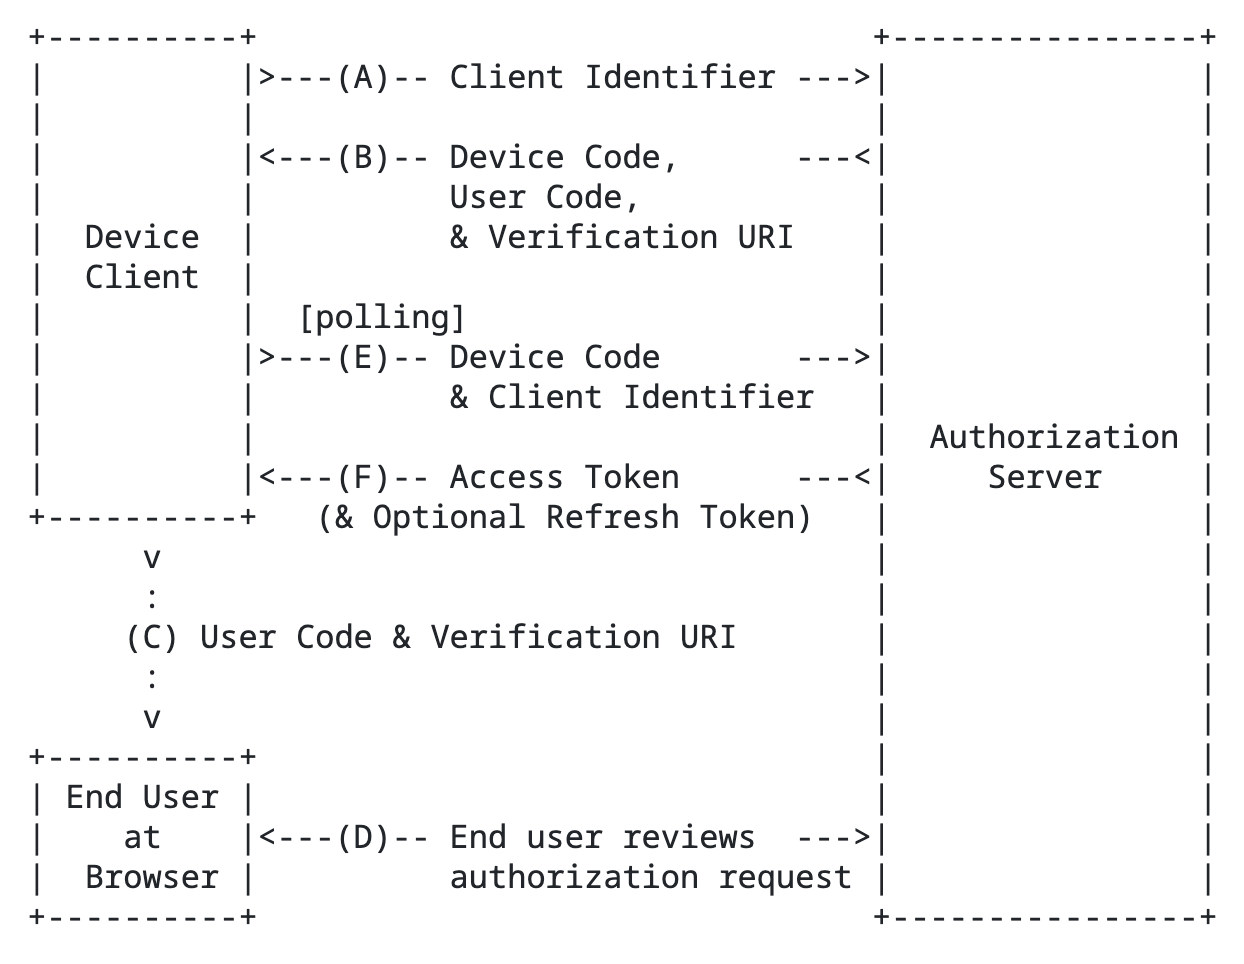 +----------+                                +----------------+
|          |>---(A)-- Client Identifier --->|                |
|          |                                |                |
|          |<---(B)-- Device Code,      ---<|                |
|          |          User Code,            |                |
|  Device  |          & Verification URI    |                |
|  Client  |                                |                |
|          |  [polling]                     |                |
|          |>---(E)-- Device Code       --->|                |
|          |          & Client Identifier   |                |
|          |                                |  Authorization |
|          |<---(F)-- Access Token      ---<|     Server     |
+----------+   (& Optional Refresh Token)   |                |
      v                                     |                |
      :                                     |                |
     (C) User Code & Verification URI       |                |
      :                                     |                |
      v                                     |                |
+----------+                                |                |
| End User |                                |                |
|    at    |<---(D)-- End user reviews  --->|                |
|  Browser |          authorization request |                |
+----------+                                +----------------+